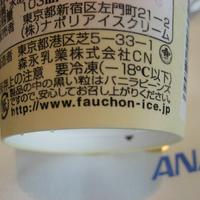 東京都新宿区左門町21-2
(株)ナポリアイスクリーム
東京都港区芝5-33-1
森永乳業株式会社CN
上の注意 要冷凍(-18℃以下)
製品の中の黒い粒はバニラビーンズ
ですので、安心してお召し上がりください。
http://www.fauchon-ice.jp
ANA